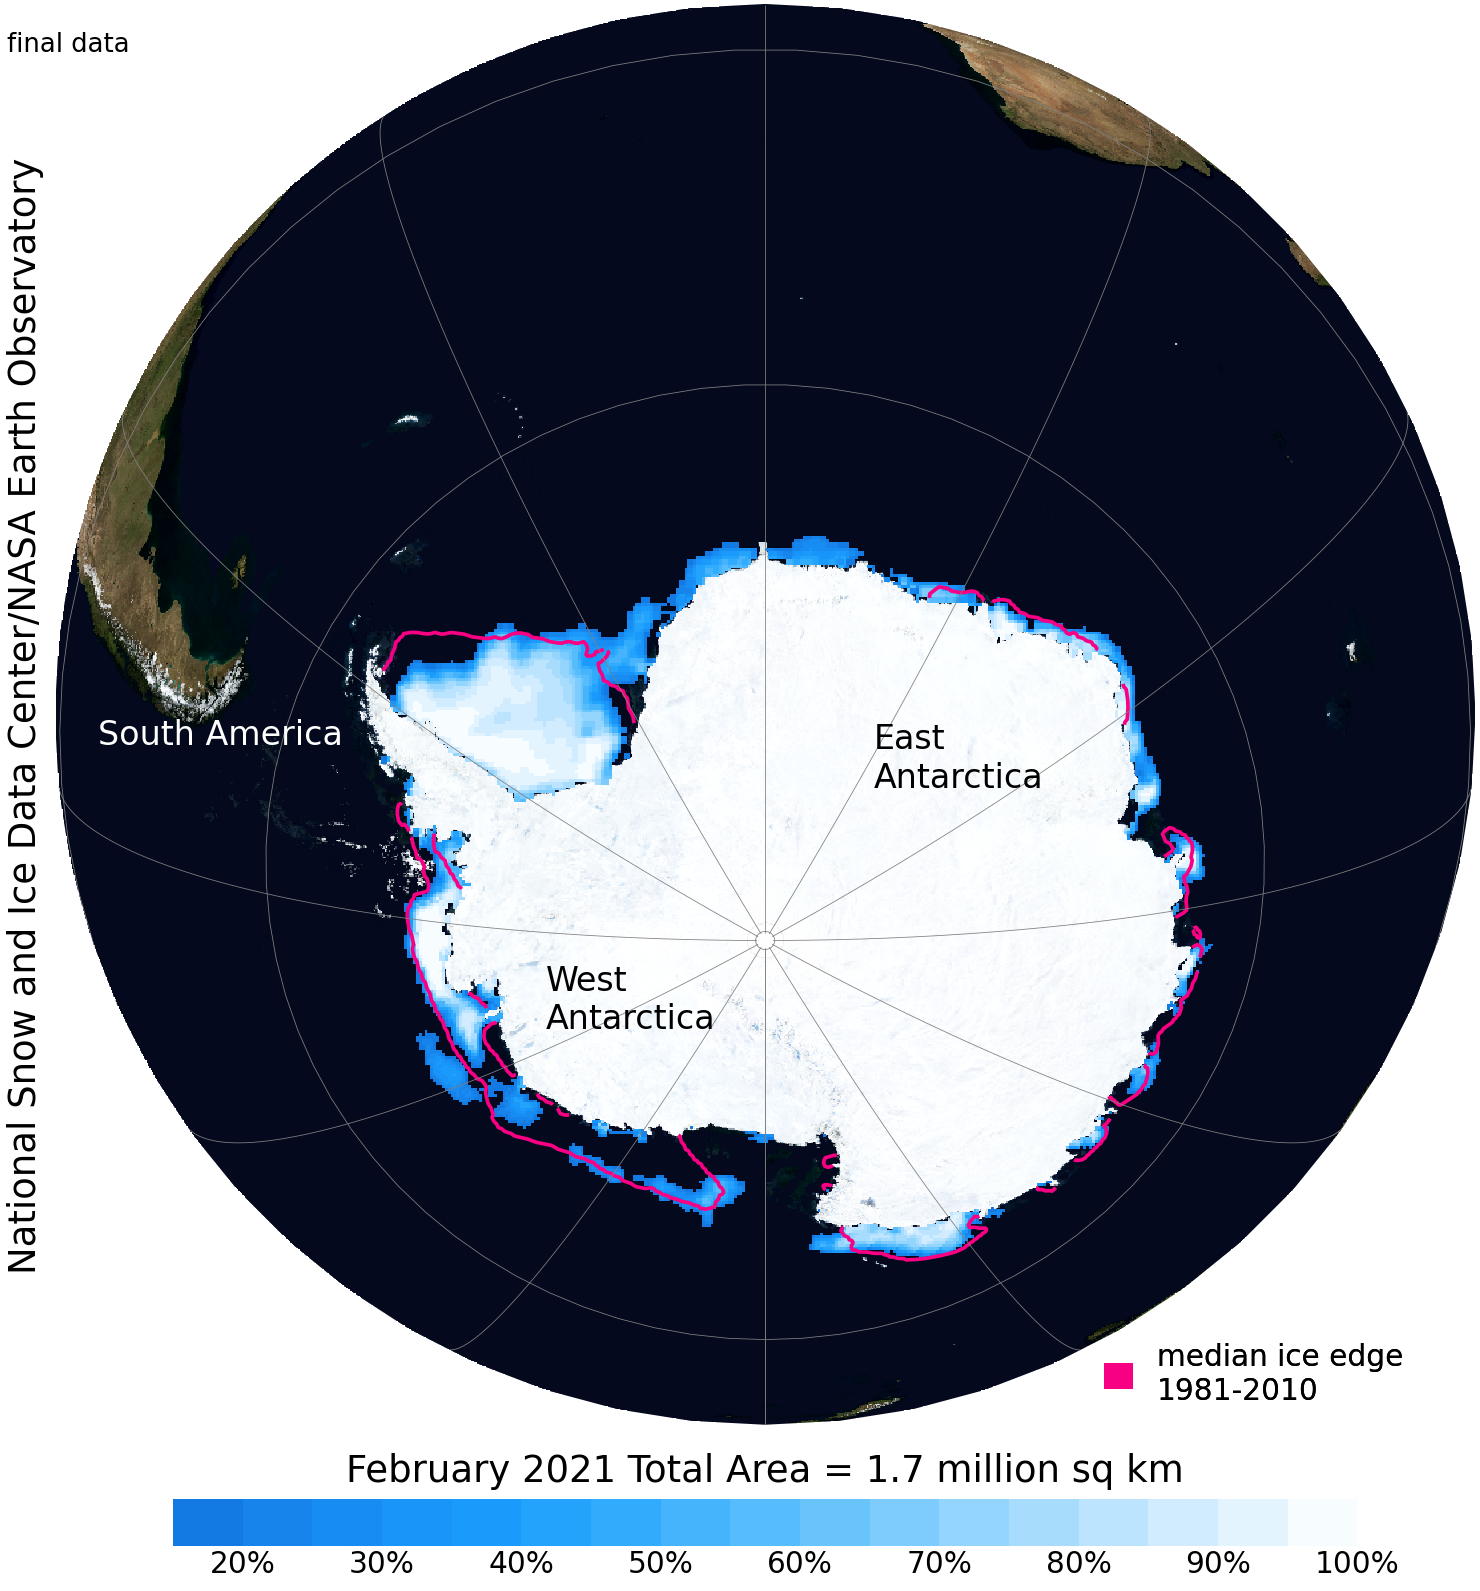 final data
National Snow and Ice Data Center/NASA Earth Observatory
South America
East
Antarctica
West
Antarctica
median ice edge
1981-2010
February 2021 Total Area = 1.7 million sq km
20% 30% 40% 50% 60% 70% 80% 90% 100%